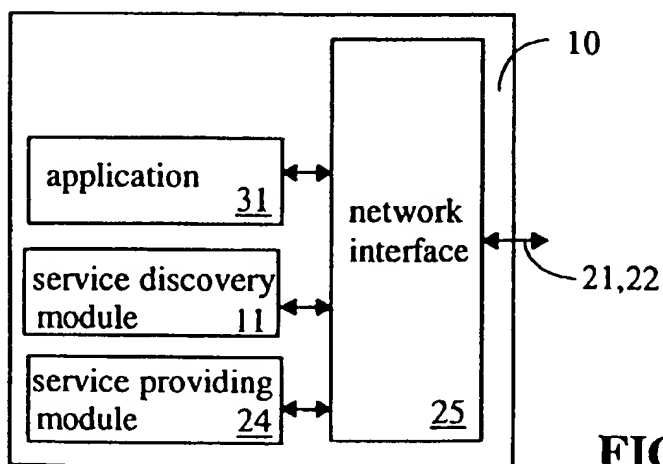 10
application
31
network
interface
service discovery
module 11
21,22
service providing
module 24
25
FIG